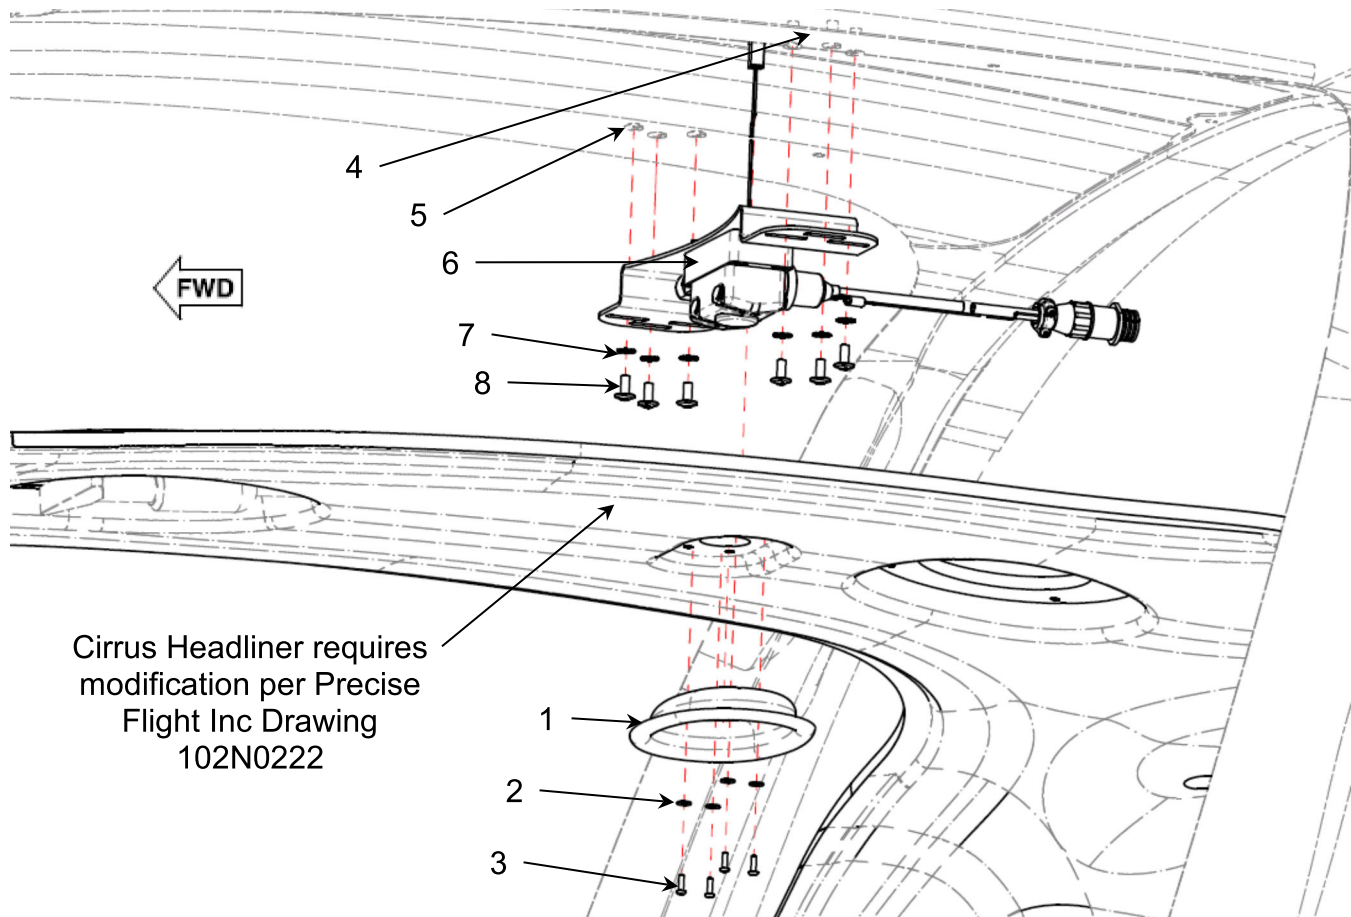 4
5
6
FWD
7
8
Cirrus Headliner requires
modification per Precise
Flight Inc Drawing
102N0222
1
2
3